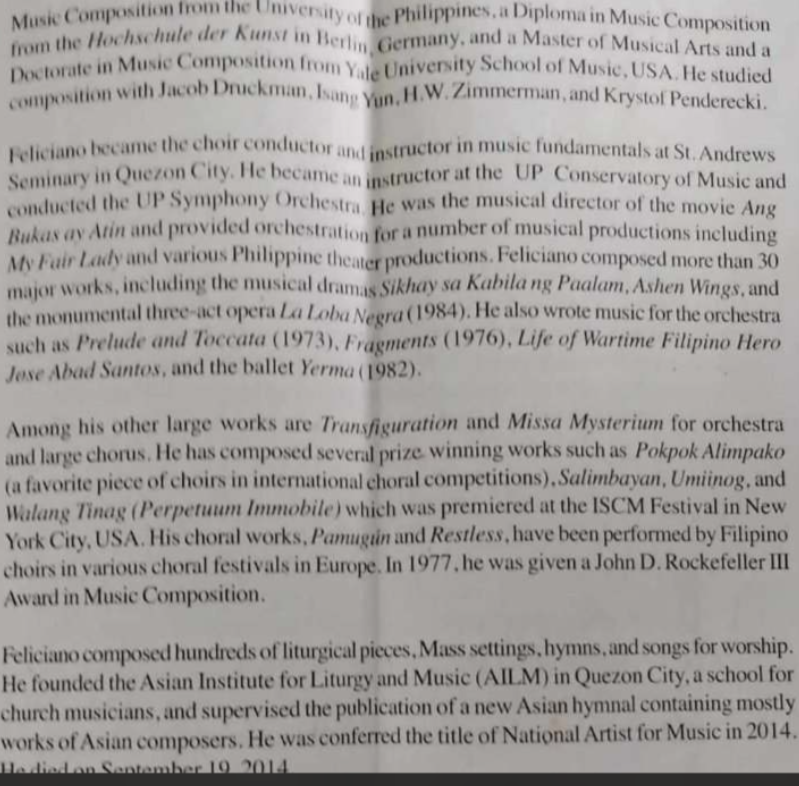 Music Composition from the University of the Philippines, a Diploma in Music Composition
from the Hochschule der Kunst in Berlin, Germany, and a Master of Musical Arts and a
Doctorate in Music Composition from Yale University School of Music, USA. He studied
composition with Jacob Druckman, Isang Yun, H.W. Zimmerman, and Krystof Penderecki.
Feliciano became the choir conductor and instructor in music fundamentals at St. Andrews
Seminary in Quezon City. He became an instructor at the UP Conservatory of Music and
conducted the UP Symphony Orchestra. He was the musical director of the movie Ang
Bukas ay Atin and provided orchestration for a number of musical productions including
My Fair Lady and various Philippine theater productions. Feliciano composed more than 30
major works, including the musical dramas Sikhay sa Kabila ng Paalam, Ashen Wings, and
the monumental three-act opera La Loba Negra (1984). He also wrote music for the orchestra
such as Prelude and Toccata (1973), Fragments (1976), Life of Wartime Filipino Hero
Jose Abad Santos, and the ballet Yerma (1982).
Among his other large works are Transfiguration and Missa Mysterium for orchestra
and large chorus. He has composed several prize winning works such as Pokpok Alimpako
(a favorite piece of choirs in international choral competitions), Salimbayan, Umiinog, and
Walang Tinag (Perpetuum Immobile) which was premiered at the ISCM Festival in New
York City, USA. His choral works, Pamugún and Restless, have been performed by Filipino
choirs in various choral festivals in Europe. In 1977, he was given a John D. Rockefeller III
Award in Music Composition.
Feliciano composed hundreds of liturgical pieces, Mass settings, hymns, and songs for worship.
He founded the Asian Institute for Liturgy and Music (AILM) in Quezon City, a school for
church musicians, and supervised the publication of a new Asian hymnal containing mostly
works of Asian composers. He was conferred the title of National Artist for Music in 2014.
He died on September 19, 2014